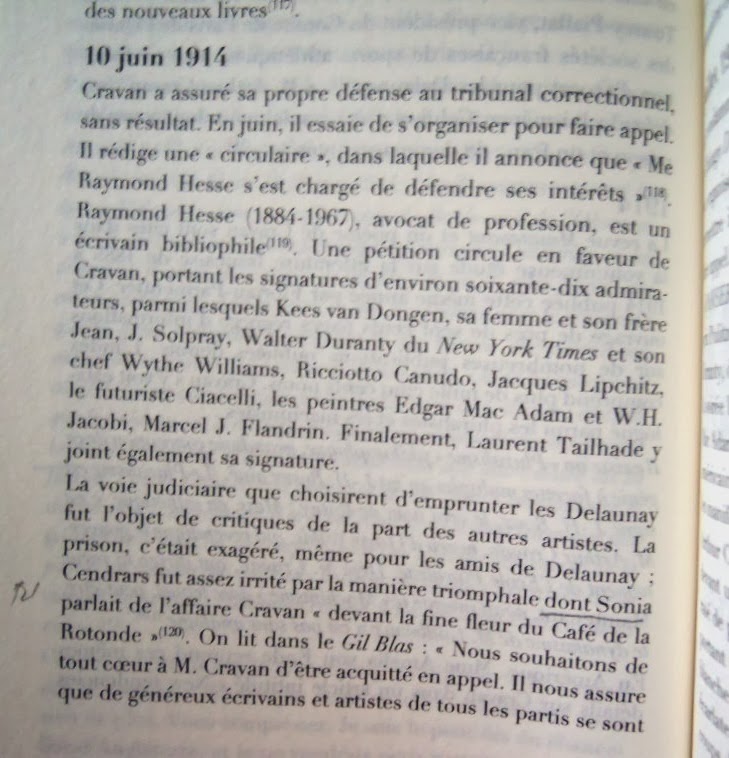 des nouveaux livres(117).
10 juin 1914
Cravan a assuré sa propre défense au tribunal correctionnel,
sans résultat. En juin, il essaie de s'organiser pour faire appel.
Il rédige une « circulaire », dans laquelle il annonce que « Me
Raymond Hesse s'est chargé de défendre ses intérêts »(118).
Raymond Hesse (1884-1967), avocat de profession, est un
écrivain bibliophile(119). Une pétition circule en faveur de
Cravan, portant les signatures d'environ soixante-dix admira-
teurs, parmi lesquels Kees van Dongen, sa femme et son frère
Jean, J. Solpray, Walter Duranty du New York Times et son
chef Wythe Williams, Ricciotto Canudo, Jacques Lipchitz,
le futuriste Ciacelli, les peintres Edgar Mac Adam et W.H.
Jacobi, Marcel J. Flandrin. Finalement, Laurent Tailhade y
joint également sa signature.
La voie judiciaire que choisirent d'emprunter les Delaunay
fut l'objet de critiques de la part des autres artistes. La
prison, c'était exagéré, même pour les amis de Delaunay ;
Cendrars fut assez irrité par la manière triomphale dont Sonia
parlait de l'affaire Cravan « devant la fine fleur du Café de la
Rotonde »(120). On lit dans le Gil Blas : « Nous souhaitons de
tout cœur à M. Cravan d'être acquitté en appel. Il nous assure
que de généreux écrivains et artistes de tous les partis se sont